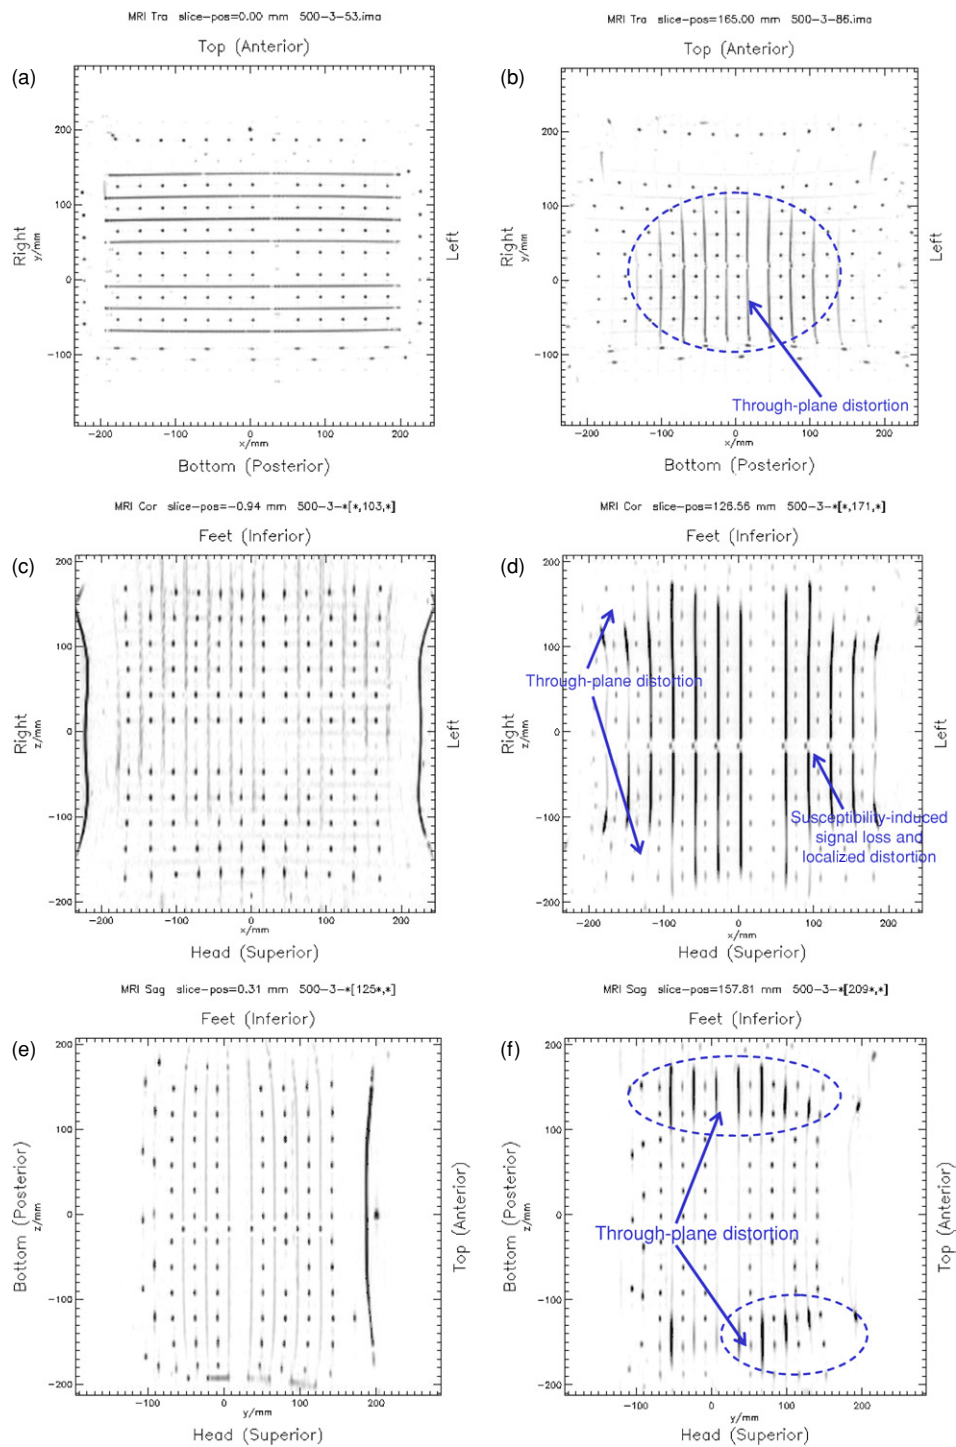 MRI Tra slice-pos=0.00 mm 500-3-53.ima
Top (Anterior)
(a)
200
100
0
-100
Right
y/mm
Left
-200 -100 0 100 200
x/mm
Bottom (Posterior)
MRI Tra slice-pos=165.00 mm 500-3-86.ima
Top (Anterior)
(b)
200
100
0
-100
Right
y/mm
Left
Through-plane distortion
-200 -100 0 100 200
x/mm
Bottom (Posterior)
MRI Cor slice-pos=-0.94 mm 500-3-*[*,103,*]
Feet (Inferior)
(c)
200
100
0
-100
-200
Right
z/mm
Left
-200 -100 0 100 200
x/mm
Head (Superior)
MRI Cor slice-pos=126.56 mm 500-3-*[*,171,*]
Feet (Inferior)
(d)
200
100
0
-100
-200
Right
z/mm
Left
Through-plane distortion
Susceptibility-induced
signal loss and
localized distortion
-200 -100 0 100 200
x/mm
Head (Superior)
MRI Sag slice-pos=0.31 mm 500-3-*[125*,*]
Feet (Inferior)
(e)
200
100
0
-100
-200
Bottom (Posterior)
z/mm
Top (Anterior)
-100 0 100 200
y/mm
Head (Superior)
MRI Sag slice-pos=157.81 mm 500-3-*[209*,*]
Feet (Inferior)
(f)
200
100
0
-100
-200
Bottom (Posterior)
z/mm
Top (Anterior)
Through-plane distortion
-100 0 100 200
y/mm
Head (Superior)